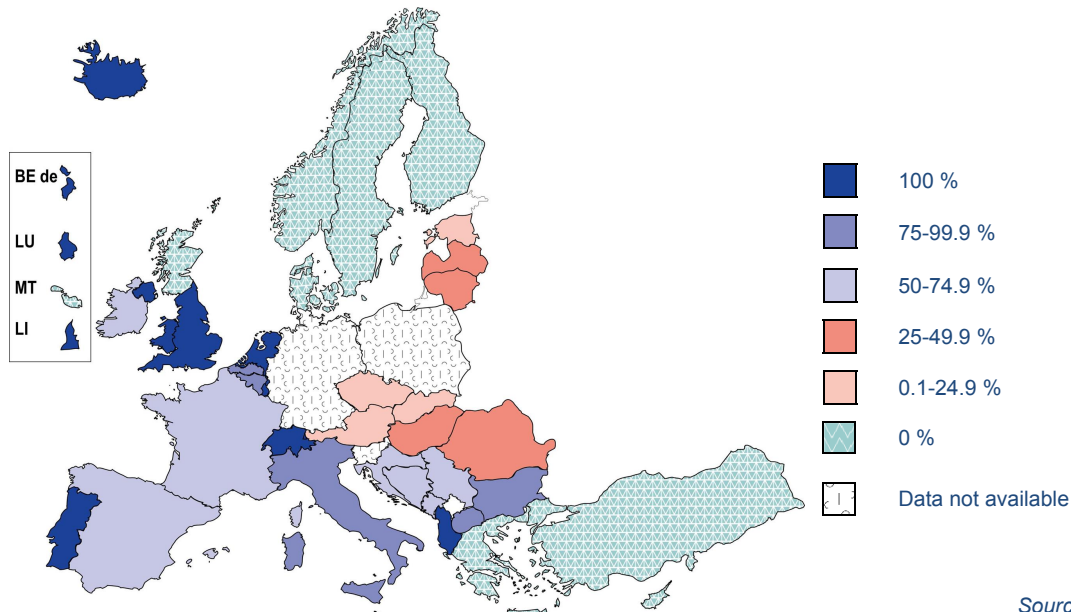 BE de
LU
MT
LI
100 %
75-99.9 %
50-74.9 %
25-49.9 %
0.1-24.9 %
0 %
Data not available
Sourc